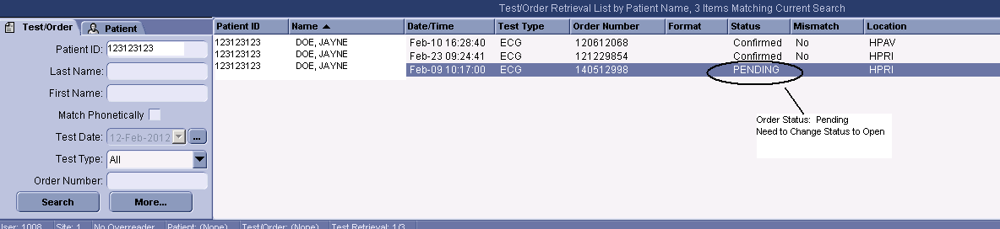 Test/Order Retrieval List by Patient Name, 3 Items Matching Current Search
Test/Order Patient
Patient ID: 123123123
Last Name:
First Name:
Match Phonetically
Test Date: 12-Feb-2012 ...
Test Type: All
Order Number:
Search More...
Patient ID Name Date/Time Test Type Order Number Format Status Mismatch Location
123123123 DOE, JAYNE Feb-10 16:28:40 ECG 120612068 Confirmed No HPAV
123123123 DOE, JAYNE Feb-23 09:24:41 ECG 121229854 Confirmed No HPRI
123123123 DOE, JAYNE Feb-09 10:17:00 ECG 140512998 PENDING HPRI
Order Status: Pending
Need to Change Status to Open
User: 1008 Site: 1 No Overreader Patient: (None) Test/Order: (None) Test Retrieval: 1/3